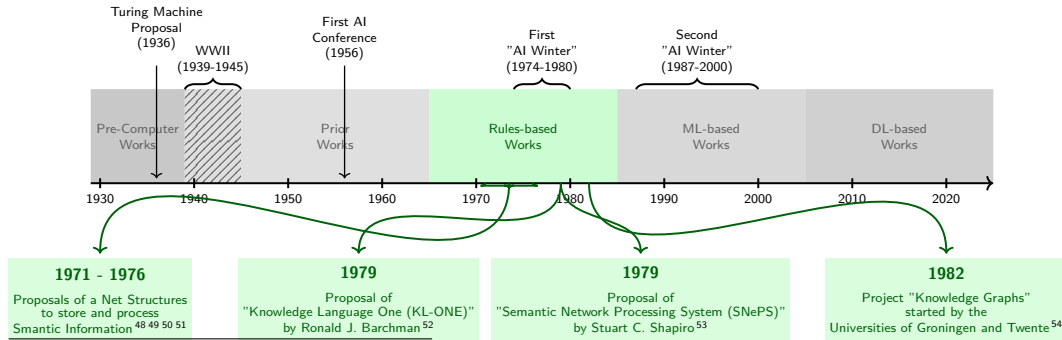 Turing Machine
Proposal
(1936)
WWII
(1939-1945)
First AI
Conference
(1956)
First
"AI Winter"
(1974-1980)
Second
"AI Winter"
(1987-2000)
Pre-Computer
Works
Prior
Works
Rules-based
Works
ML-based
Works
DL-based
Works
1930
1940
1950
1960
1970
1980
1990
2000
2010
2020
1971 - 1976
Proposals of a Net Structures
to store and process
Smantic Information 48 49 50 51
1979
Proposal of
"Knowledge Language One (KL-ONE)"
by Ronald J. Barchman 52
1979
Proposal of
"Semantic Network Processing System (SNePS)"
by Stuart C. Shapiro 53
1982
Project "Knowledge Graphs"
started by the
Universities of Groningen and Twente 54